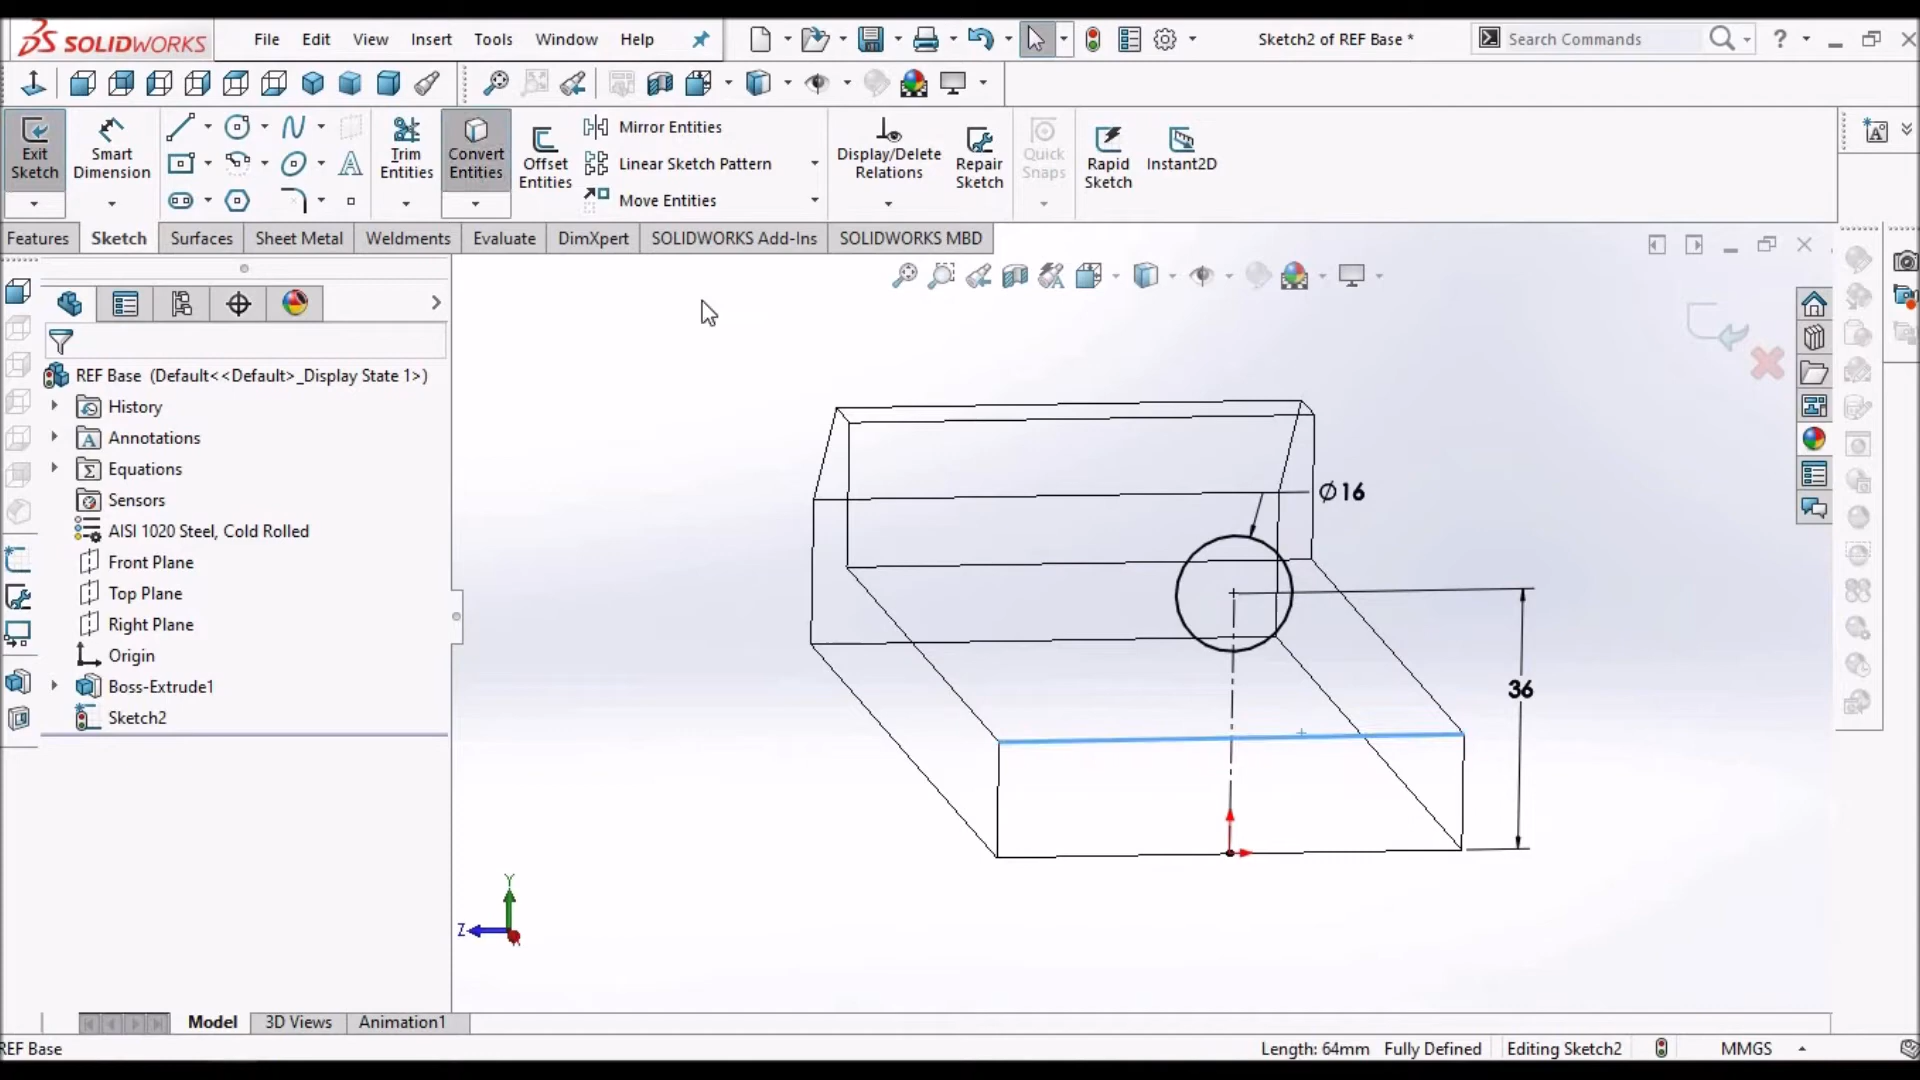 SOLIDWORKS File Edit View Insert Tools Window Help Sketch2 of REF Base * Search Commands ?
Exit Sketch
Smart Dimension
Trim Entities
Convert Entities
Offset Entities
Mirror Entities
Linear Sketch Pattern
Move Entities
Display/Delete Relations
Repair Sketch
Quick Snaps
Rapid Sketch
Instant2D
Features Sketch Surfaces Sheet Metal Weldments Evaluate DimXpert SOLIDWORKS Add-Ins SOLIDWORKS MBD
REF Base (Default<<Default>_Display State 1>)
History
Annotations
Equations
Sensors
AISI 1020 Steel, Cold Rolled
Front Plane
Top Plane
Right Plane
Origin
Boss-Extrude1
Sketch2
Ø16
36
Y
Z
Model 3D Views Animation1
REF Base Length: 64mm Fully Defined Editing Sketch2 MMGS